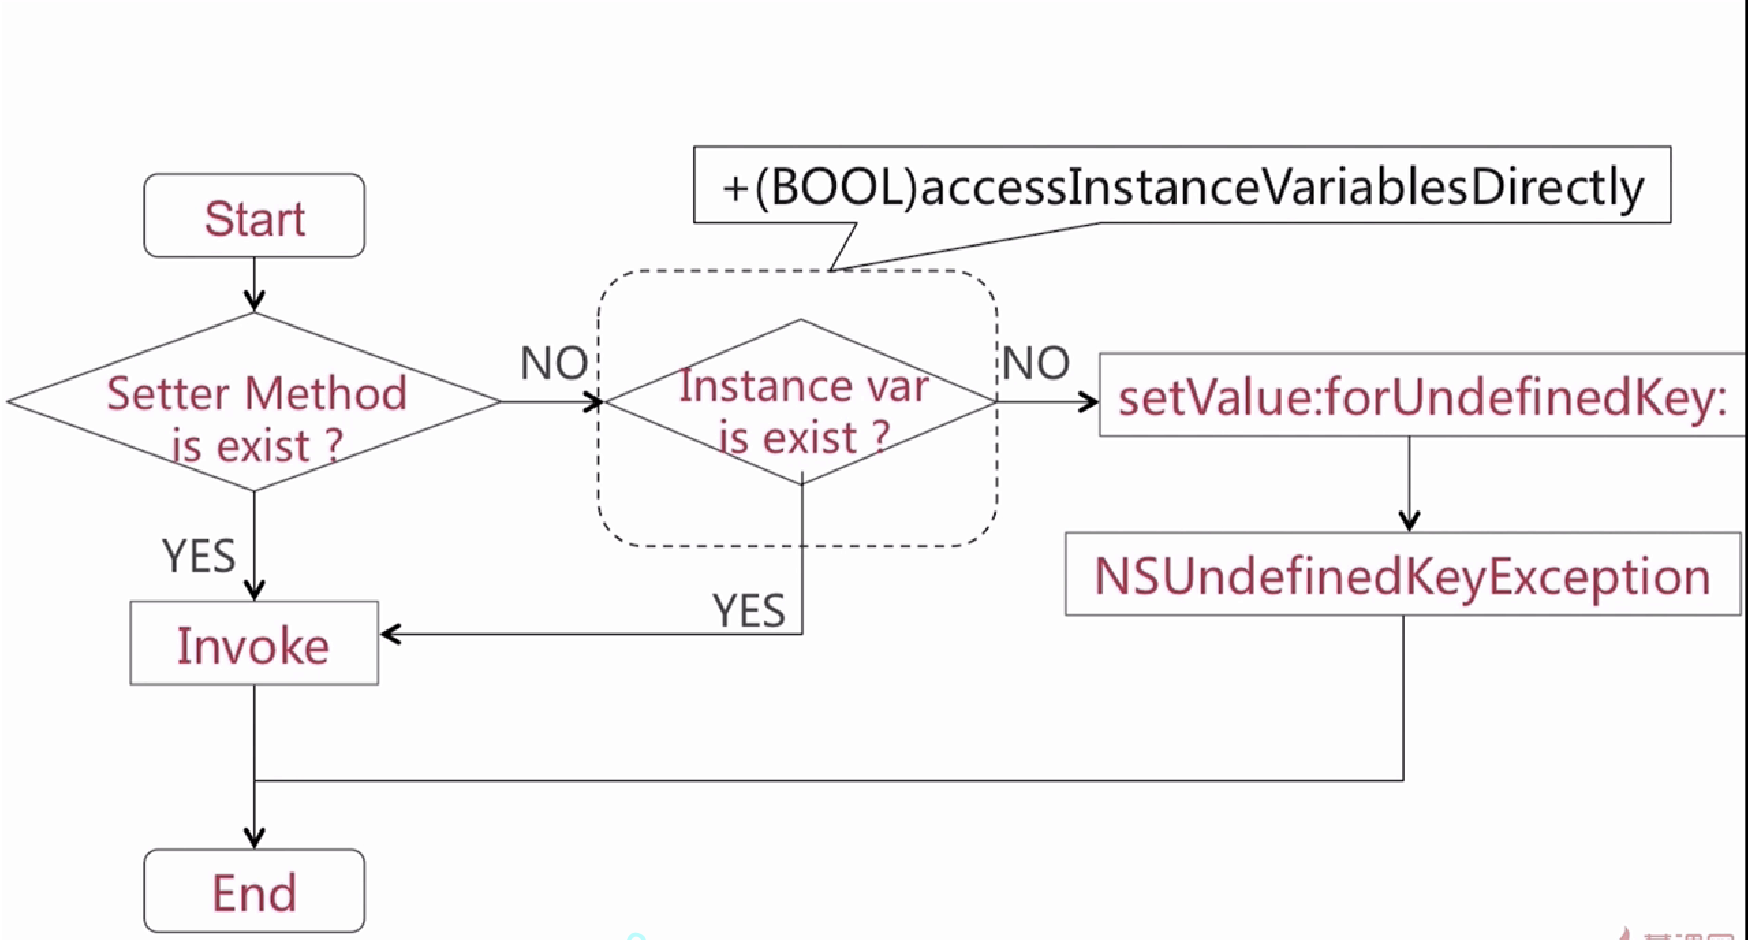 +(BOOL)accessInstanceVariablesDirectly
Start
NO
NO
Setter Method
is exist ?
Instance var
is exist ?
setValue:forUndefinedKey:
YES
NSUndefinedKeyException
YES
Invoke
End